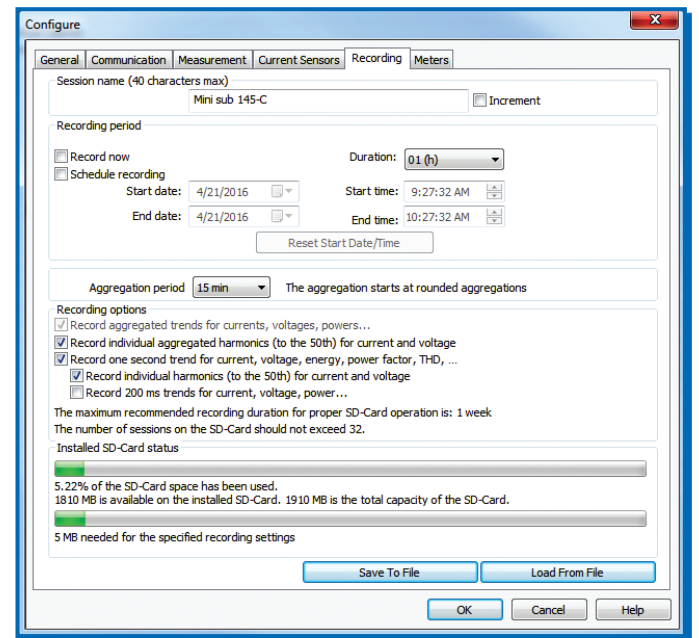 Configure
General Communication Measurement Current Sensors Recording Meters
Session name (40 characters max)
Mini sub 145-C Increment
Recording period
Record now Duration: 01 (h)
Schedule recording
Start date: 4/21/2016 Start time: 9:27:32 AM
End date: 4/21/2016 End time: 10:27:32 AM
Reset Start Date/Time
Aggregation period 15 min The aggregation starts at rounded aggregations
Recording options
Record aggregated trends for currents, voltages, powers...
Record individual aggregated harmonics (to the 50th) for current and voltage
Record one second trend for current, voltage, energy, power factor, THD, ...
Record individual harmonics (to the 50th) for current and voltage
Record 200 ms trends for current, voltage, power...
The maximum recommended recording duration for proper SD-Card operation is: 1 week
The number of sessions on the SD-Card should not exceed 32.
Installed SD-Card status
5.22% of the SD-Card space has been used.
1810 MB is available on the installed SD-Card. 1910 MB is the total capacity of the SD-Card.
5 MB needed for the specified recording settings
Save To File Load From File
OK Cancel Help